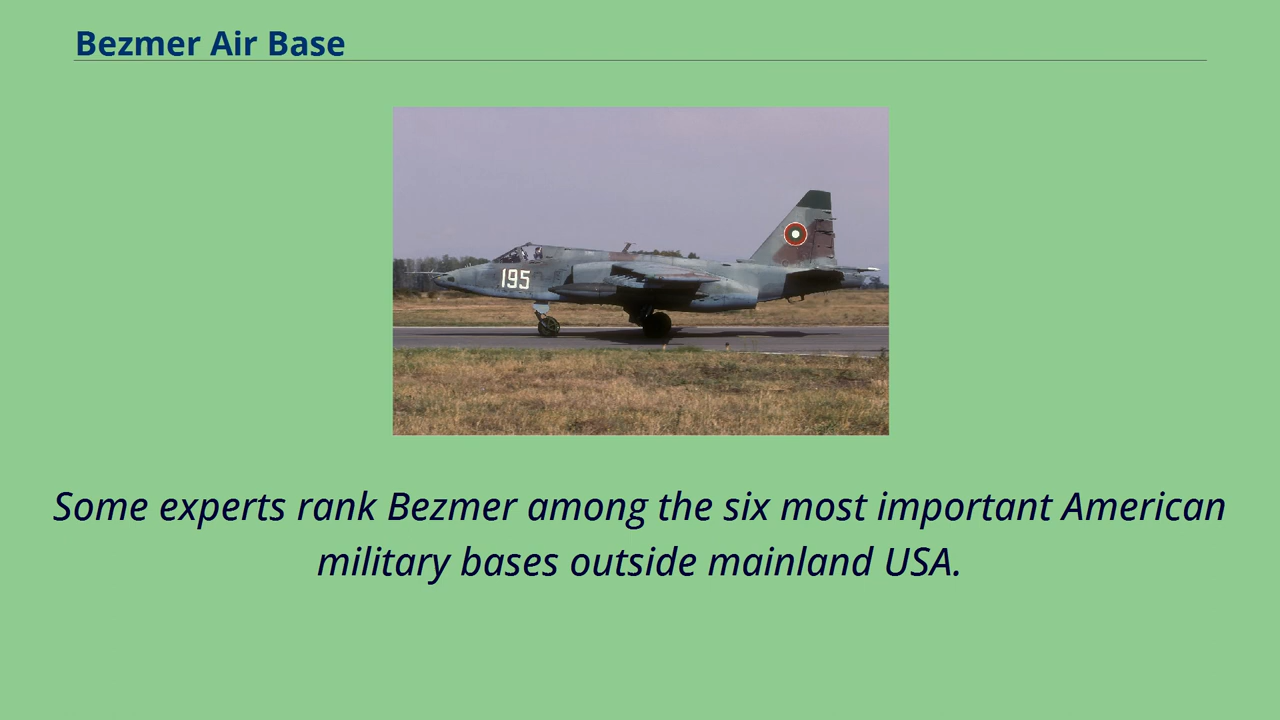 Bezmer Air Base
195
Some experts rank Bezmer among the six most important American
military bases outside mainland USA.